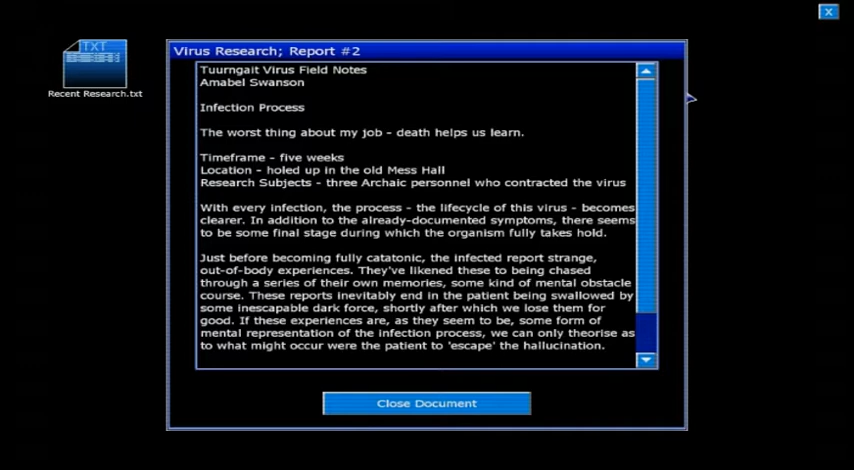 X
TXT
Recent Research.txt
Virus Research; Report #2
Tuurngait Virus Field Notes
Amabel Swanson
Infection Process
The worst thing about my job - death helps us learn.
Timeframe - five weeks
Location - holed up in the old Mess Hall
Research Subjects - three Archaic personnel who contracted the virus
With every infection, the process - the lifecycle of this virus - becomes
clearer. In addition to the already-documented symptoms, there seems
to be some final stage during which the organism fully takes hold.
Just before becoming fully catatonic, the infected report strange,
out-of-body experiences. They've likened these to being chased
through a series of their own memories, some kind of mental obstacle
course. These reports inevitably end in the patient being swallowed by
some inescapable dark force, shortly after which we lose them for
good. If these experiences are, as they seem to be, some form of
mental representation of the infection process, we can only theorise as
to what might occur were the patient to 'escape' the hallucination.
Close Document